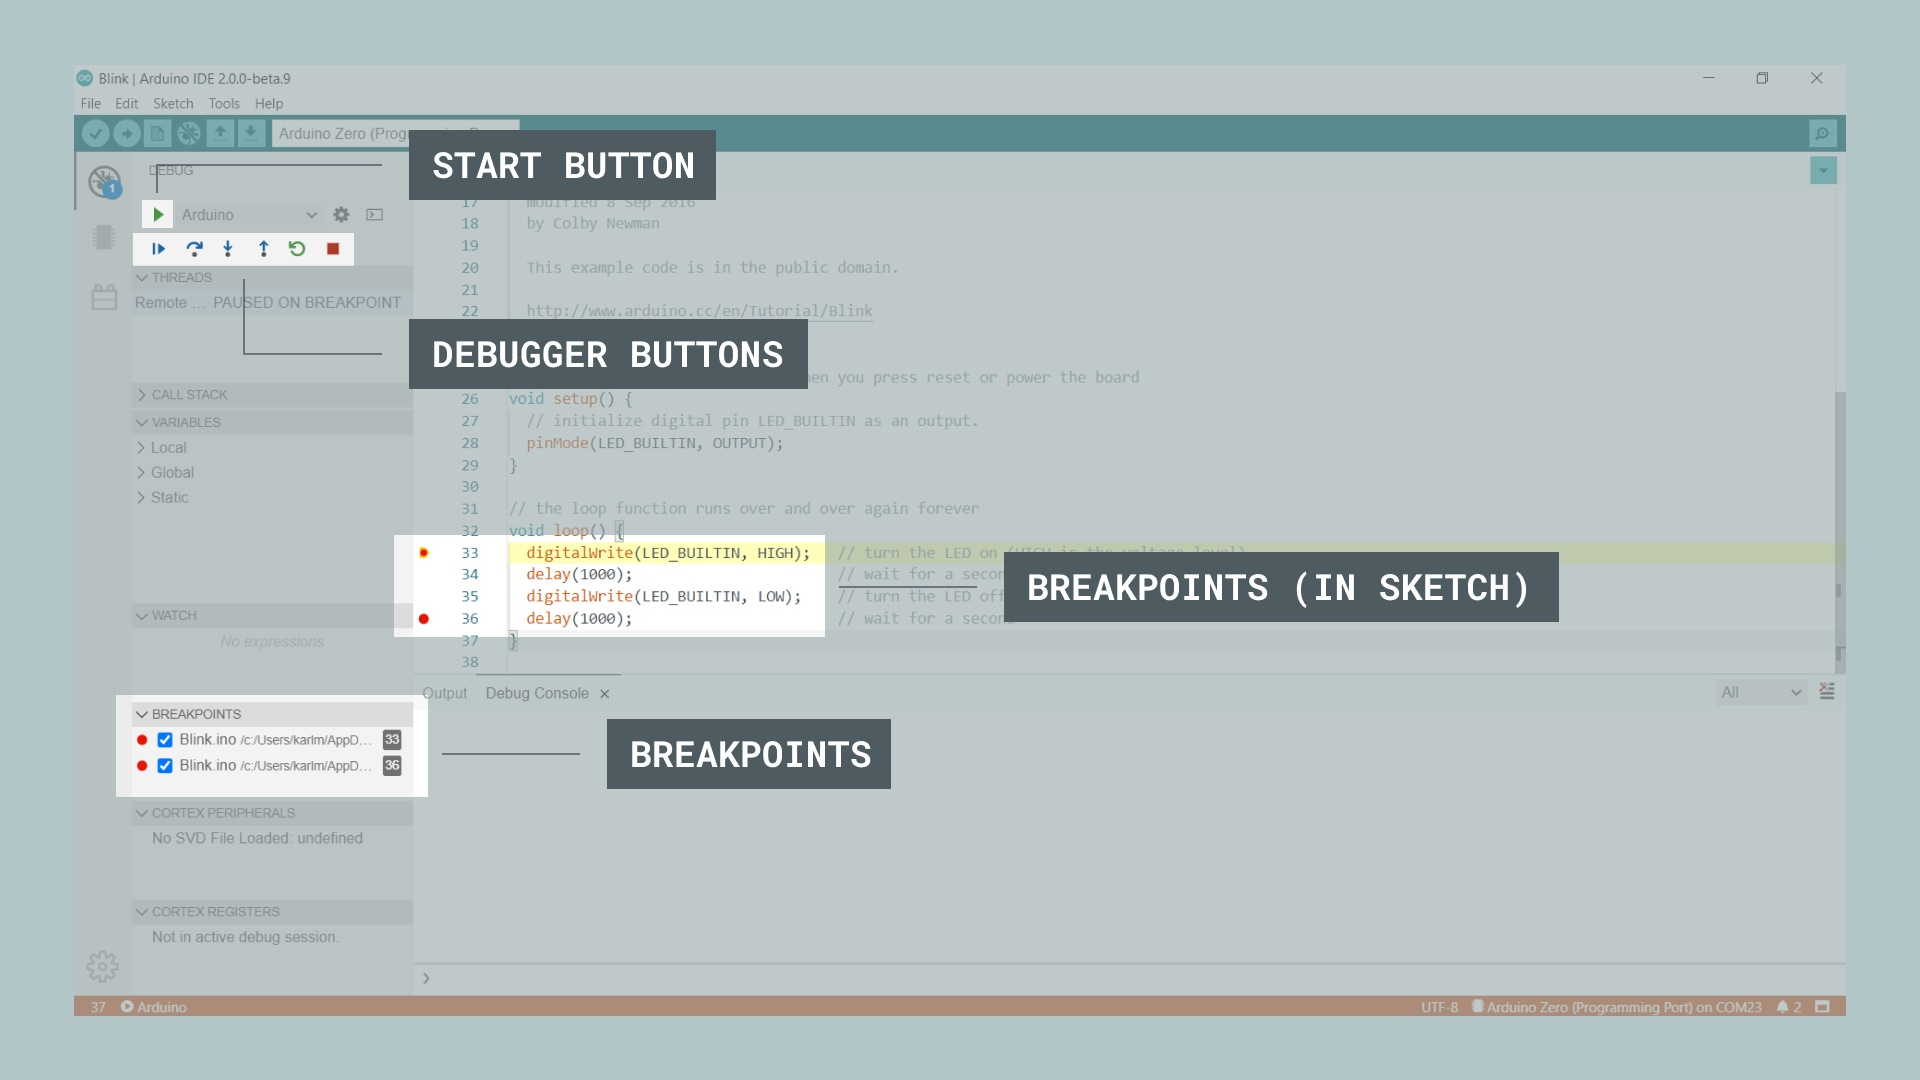 Blink | Arduino IDE 2.0.0-beta.9
File Edit Sketch Tools Help
Arduino Zero (Prog
START BUTTON
DEBUG
1
Arduino
THREADS
Remote ... PAUSED ON BREAKPOINT
DEBUGGER BUTTONS
CALL STACK
VARIABLES
Local
Global
Static
WATCH
No expressions
BREAKPOINTS
Blink.ino /c:/Users/karlm/AppD... 33
Blink.ino /c:/Users/karlm/AppD... 36
CORTEX PERIPHERALS
No SVD File Loaded: undefined
CORTEX REGISTERS
Not in active debug session.
17 modified 8 Sep 2016
18 by Colby Newman
19
20 This example code is in the public domain.
21
22 http://www.arduino.cc/en/Tutorial/Blink
en you press reset or power the board
26 void setup() {
27 // initialize digital pin LED_BUILTIN as an output.
28 pinMode(LED_BUILTIN, OUTPUT);
29 }
30
31 // the loop function runs over and over again forever
32 void loop() {
33 digitalWrite(LED_BUILTIN, HIGH); // turn the LED on (HIGH is the voltage level)
34 delay(1000); // wait for a secon
35 digitalWrite(LED_BUILTIN, LOW); // turn the LED off
36 delay(1000); // wait for a second
37 }
38
BREAKPOINTS (IN SKETCH)
Output Debug Console
All
BREAKPOINTS
37 Arduino
UTF-8 Arduino Zero (Programming Port) on COM23 2